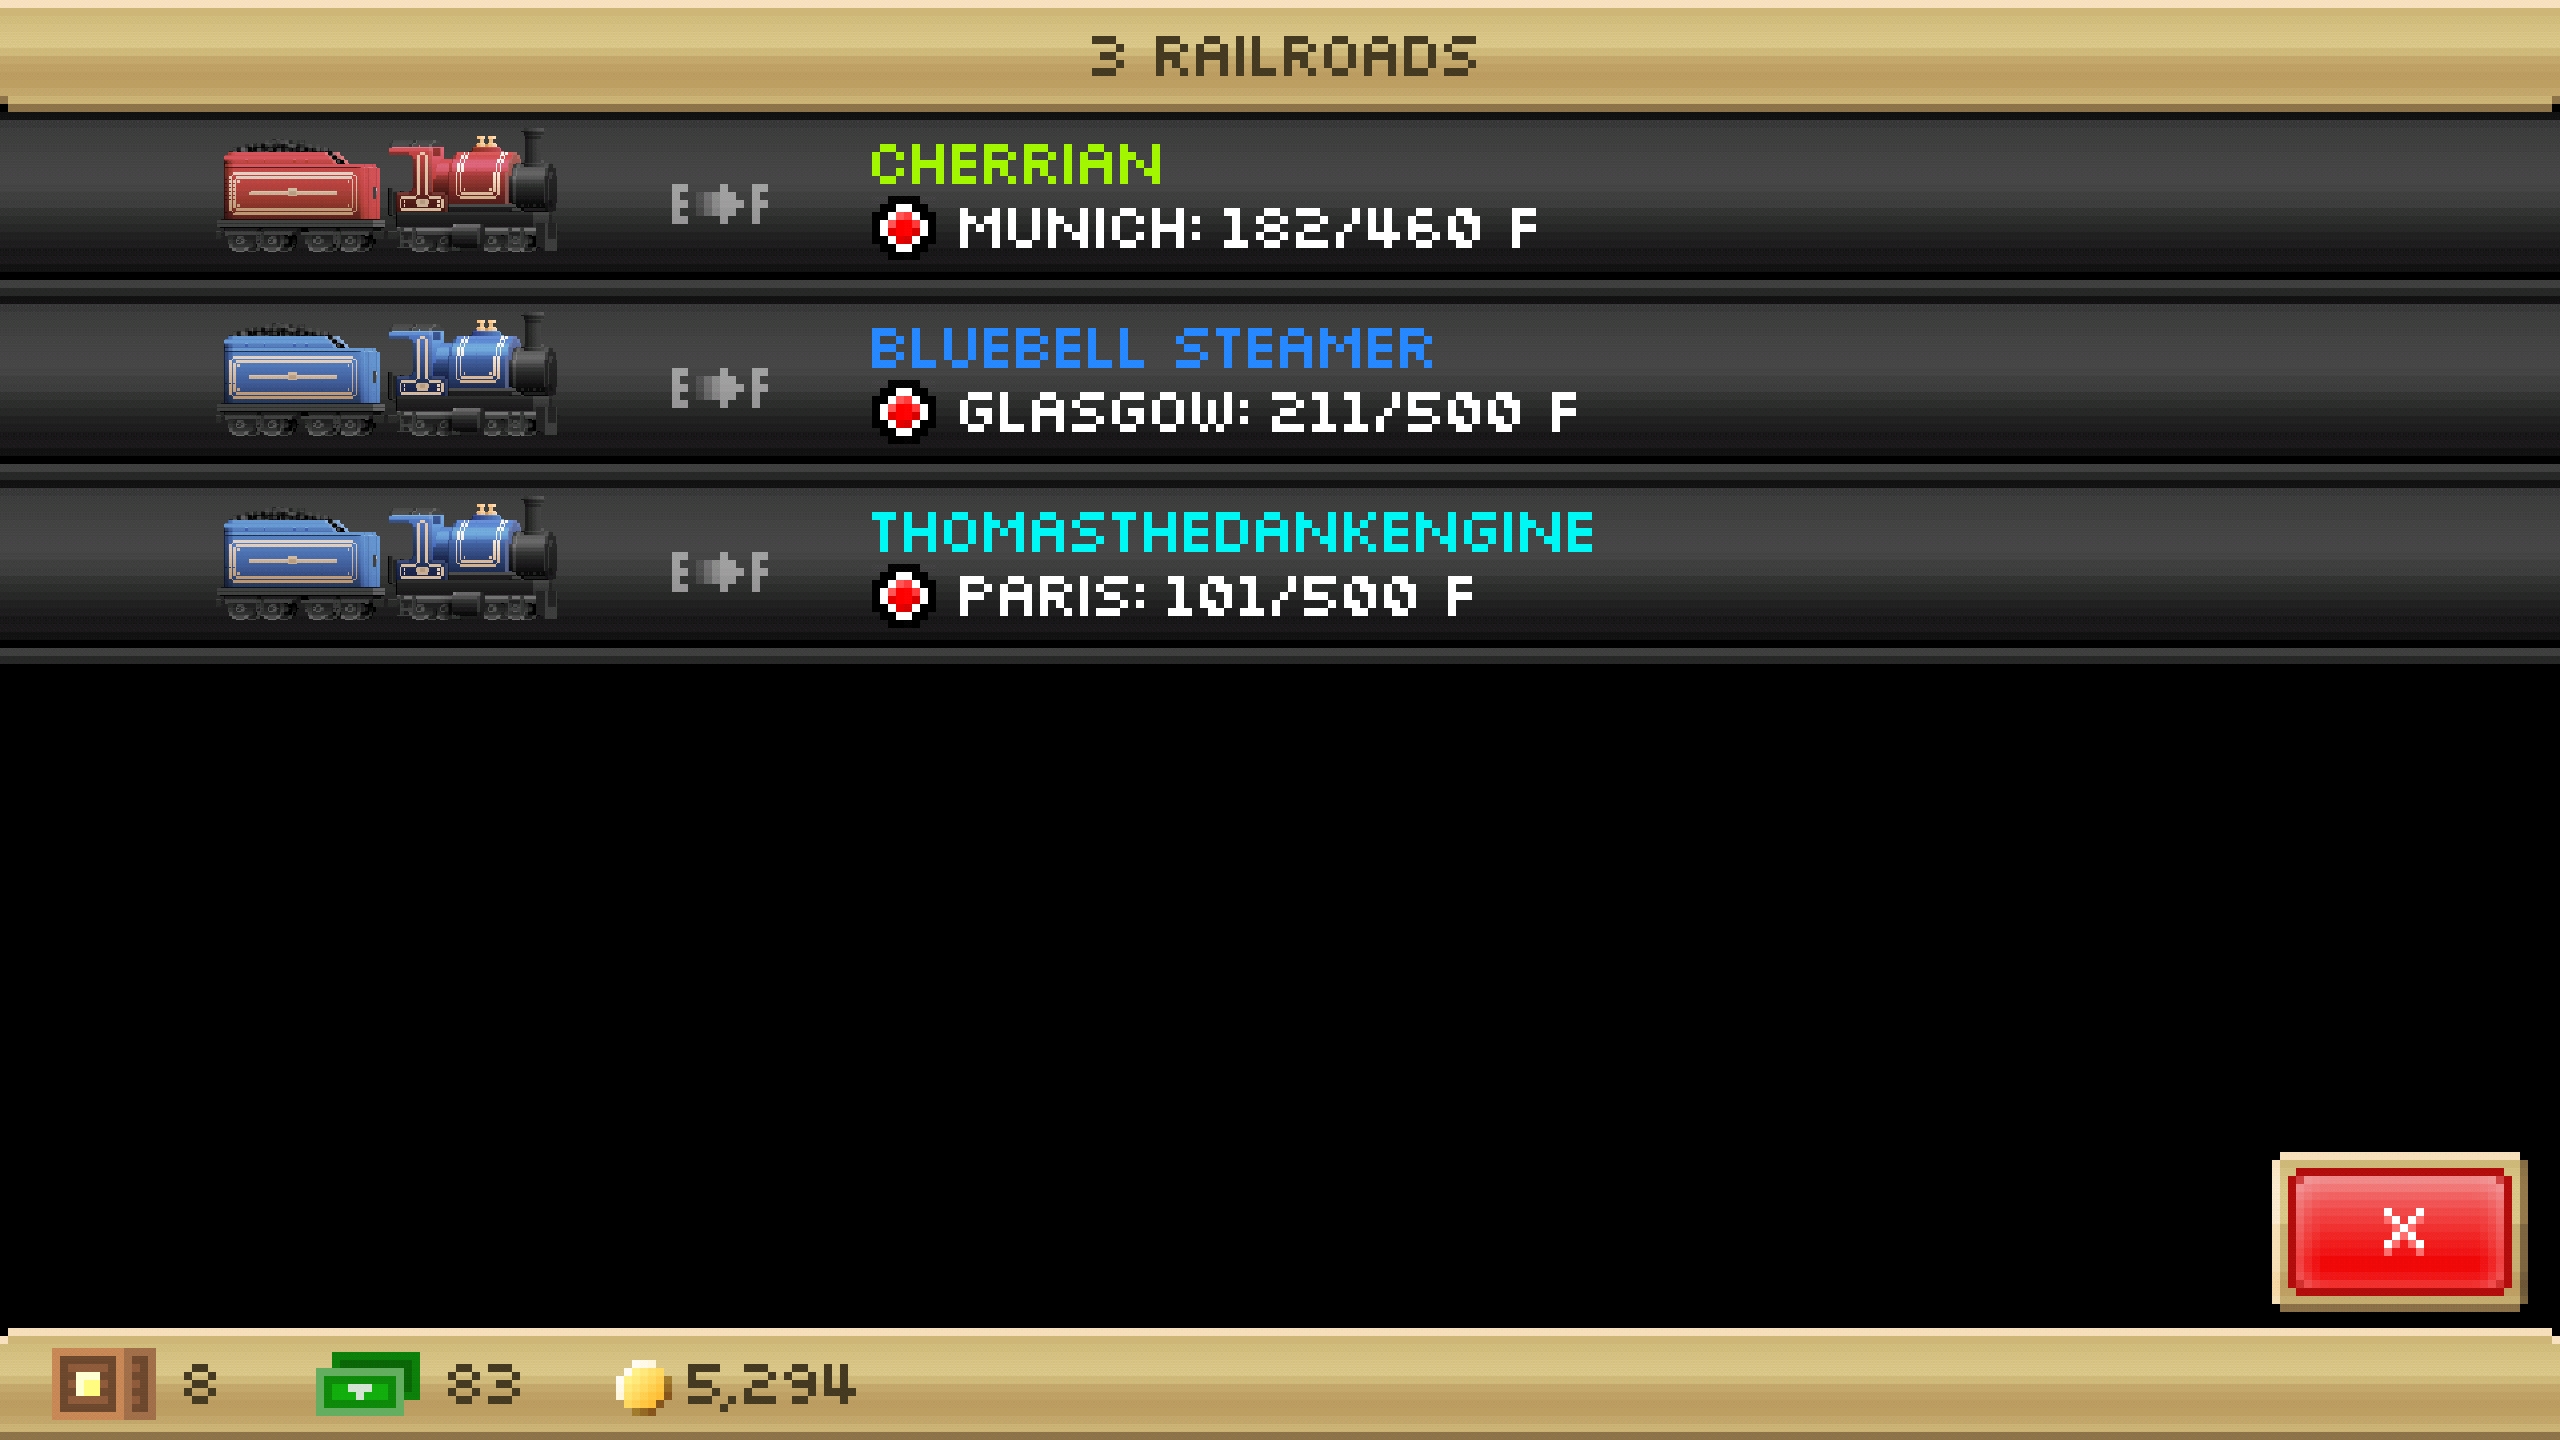 3 RAILROADS
E F
CHERRIAN
MUNICH: 182/460 F
E F
BLUEBELL STEAMER
GLASGOW: 211/500 F
E F
THOMASTHEDANKENGINE
PARIS: 101/500 F
X
8 83 5,294